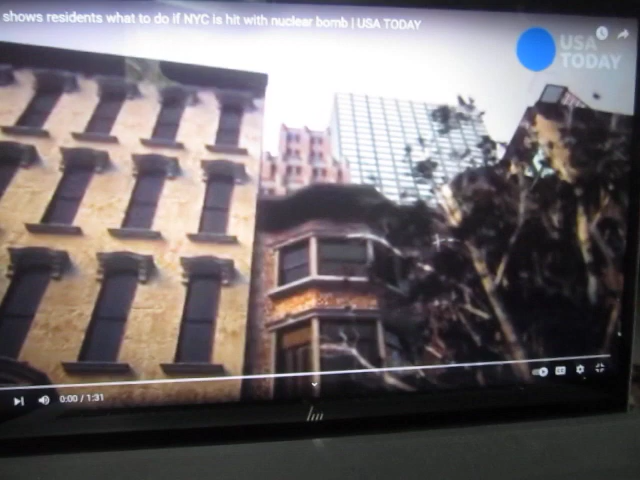 shows residents what to do if NYC is hit with nuclear bomb | USA TODAY
USA
TODAY
0:00 / 1:31
hp